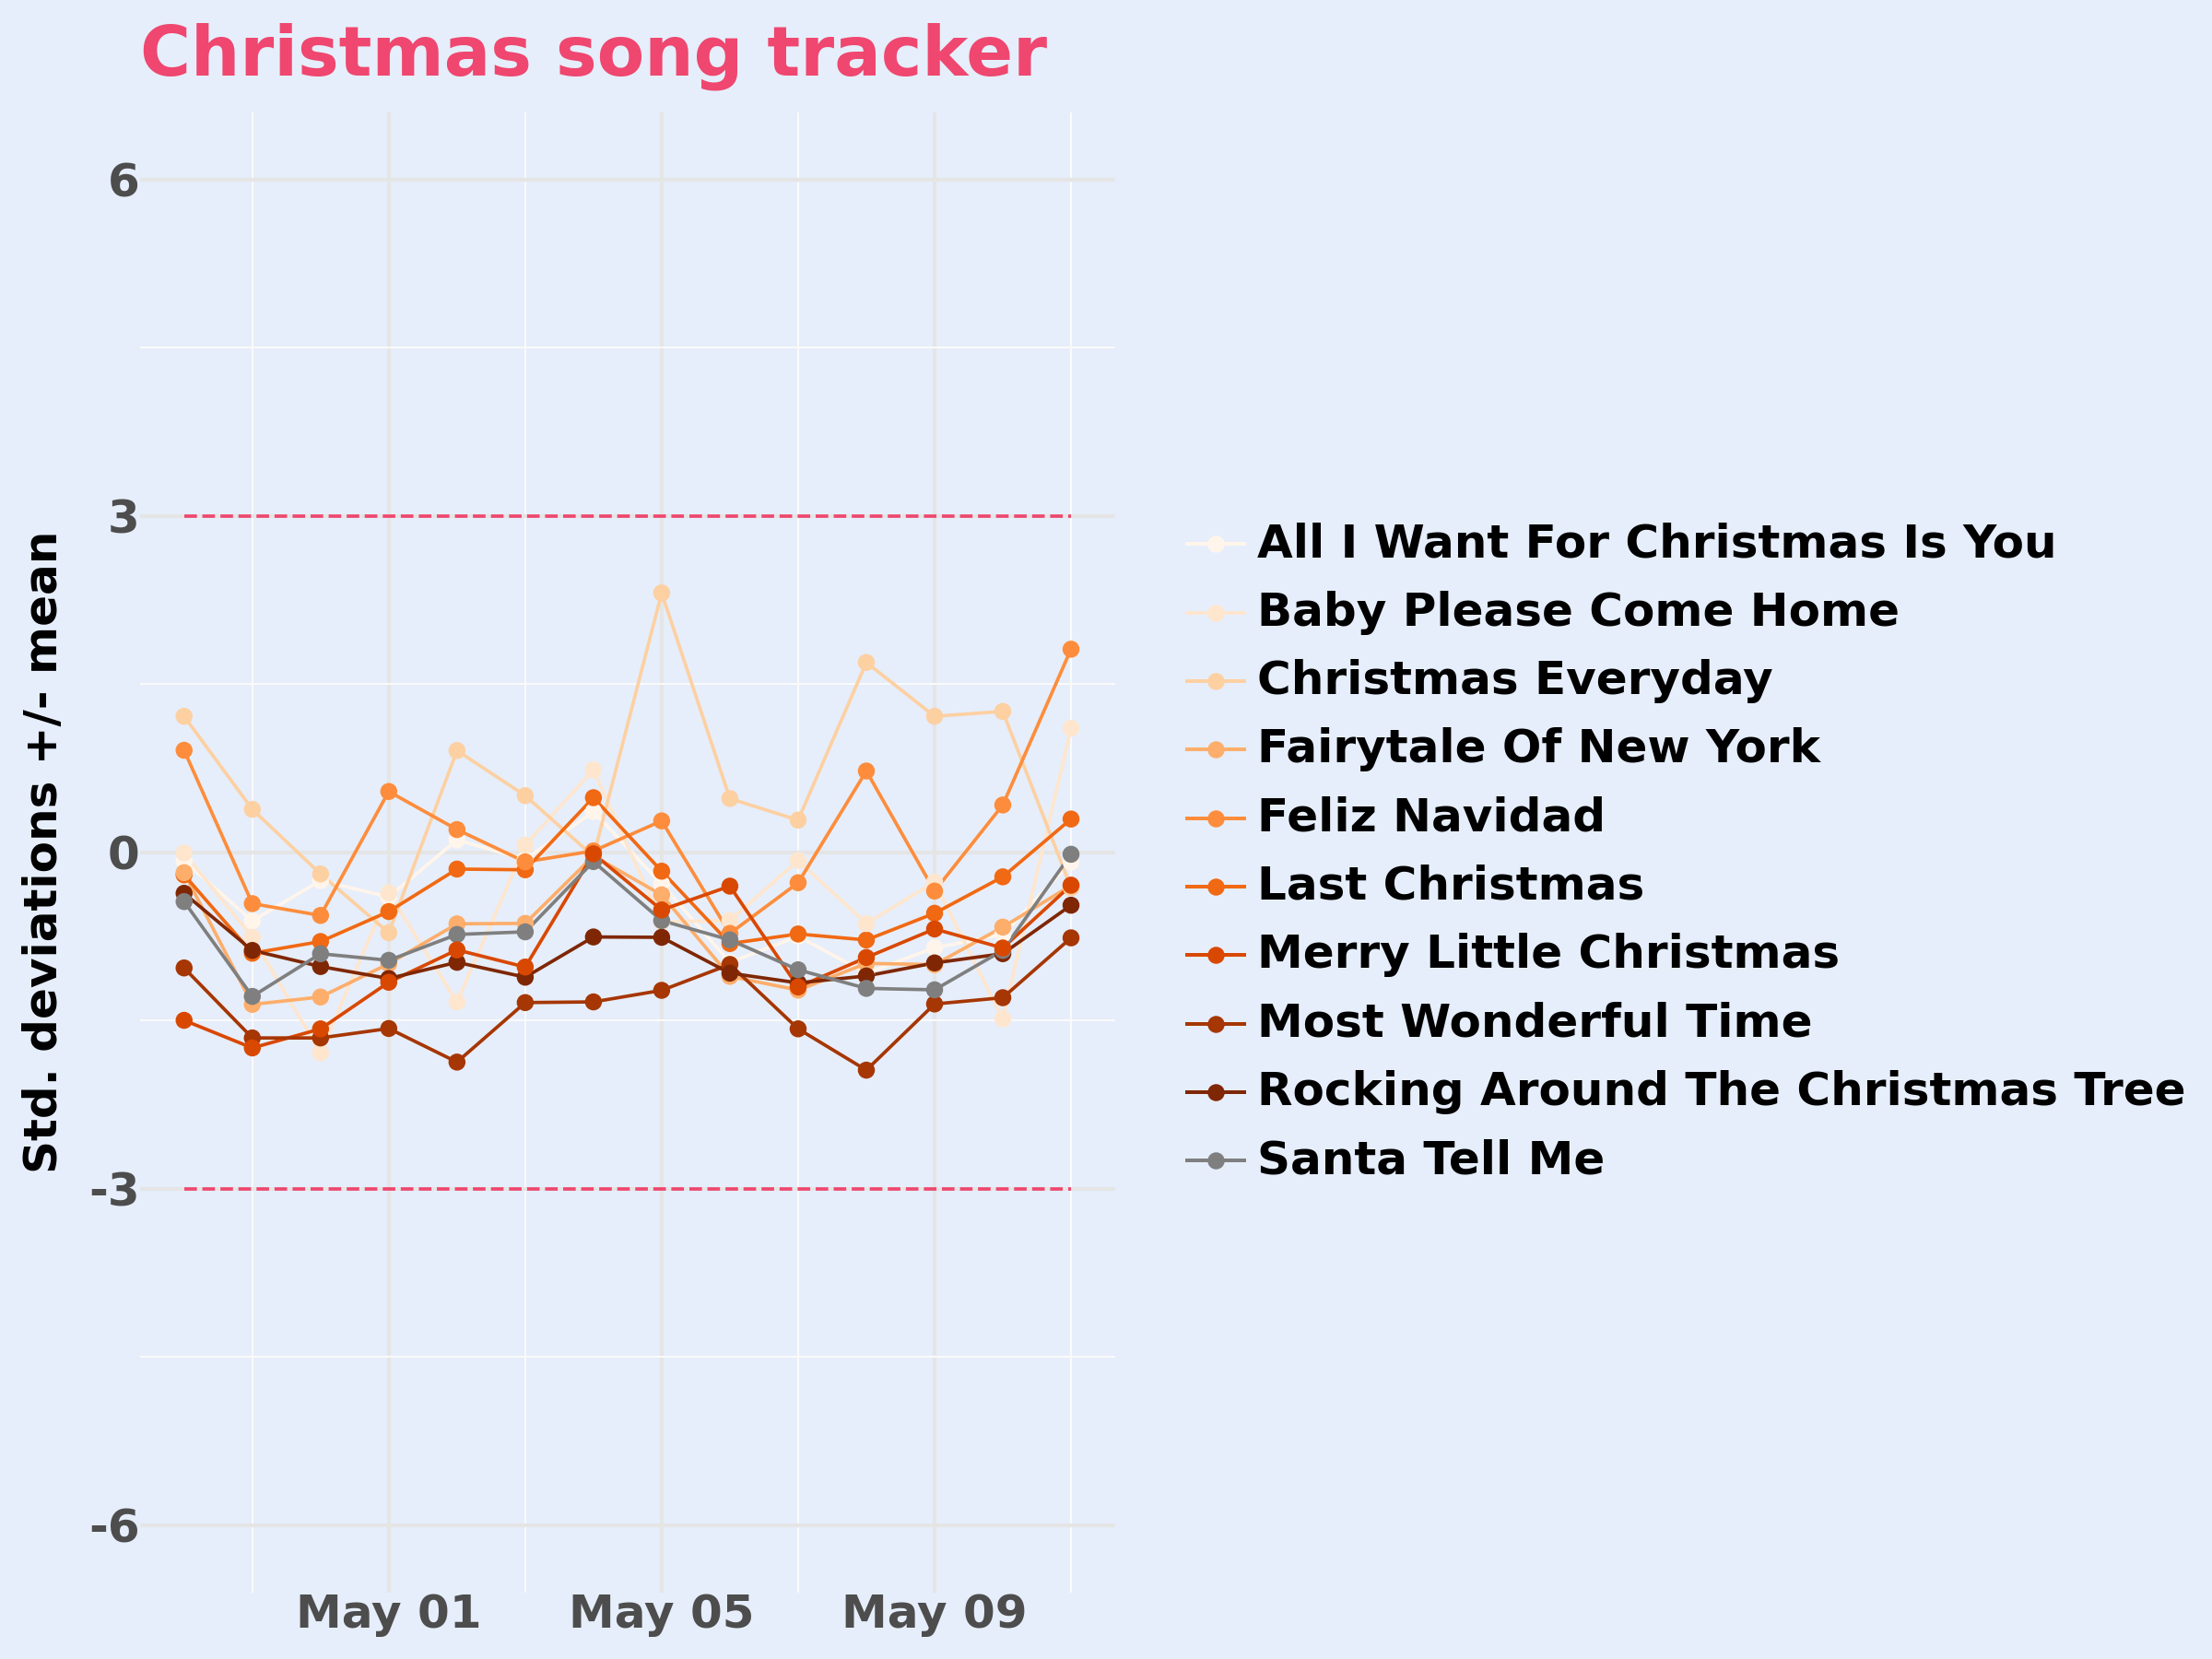 Christmas song tracker
Std. deviations +/- mean
6
3
0
-3
-6
May 01
May 05
May 09
All I Want For Christmas Is You
Baby Please Come Home
Christmas Everyday
Fairytale Of New York
Feliz Navidad
Last Christmas
Merry Little Christmas
Most Wonderful Time
Rocking Around The Christmas Tree
Santa Tell Me